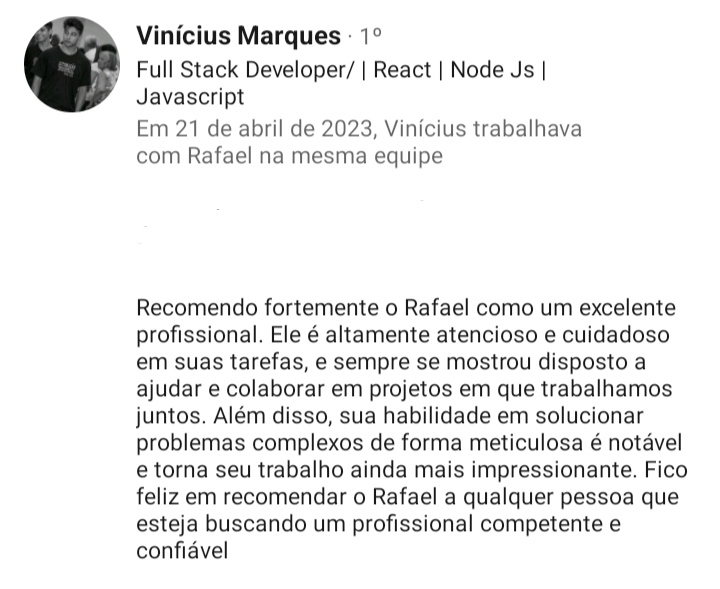 Vinícius Marques · 1º
Full Stack Developer/ | React | Node Js |
Javascript
Em 21 de abril de 2023, Vinícius trabalhava
com Rafael na mesma equipe
Recomendo fortemente o Rafael como um excelente
profissional. Ele é altamente atencioso e cuidadoso
em suas tarefas, e sempre se mostrou disposto a
ajudar e colaborar em projetos em que trabalhamos
juntos. Além disso, sua habilidade em solucionar
problemas complexos de forma meticulosa é notável
e torna seu trabalho ainda mais impressionante. Fico
feliz em recomendar o Rafael a qualquer pessoa que
esteja buscando um profissional competente e
confiável